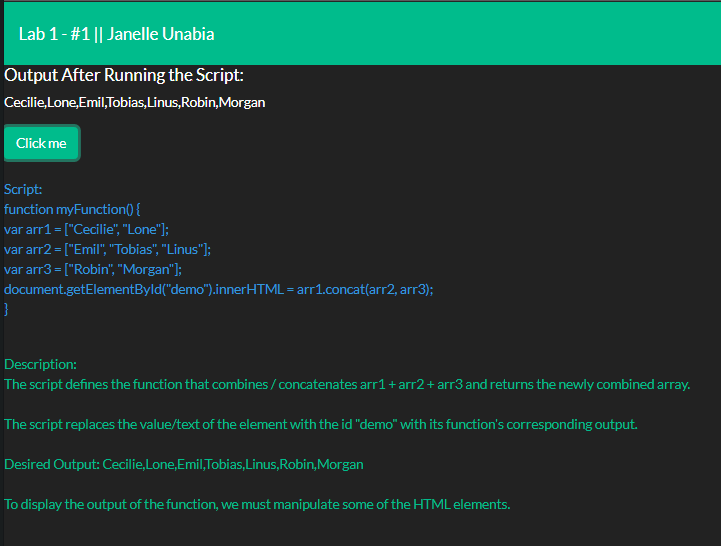 Lab 1 - #1 || Janelle Unabia
Output After Running the Script:
Cecilie,Lone,Emil,Tobias,Linus,Robin,Morgan
Click me
Script:
function myFunction() {
var arr1 = ["Cecilie", "Lone"];
var arr2 = ["Emil", "Tobias", "Linus"];
var arr3 = ["Robin", "Morgan"];
document.getElementById("demo").innerHTML = arr1.concat(arr2, arr3);
}
Description:
The script defines the function that combines / concatenates arr1 + arr2 + arr3 and returns the newly combined array.
The script replaces the value/text of the element with the id "demo" with its function's corresponding output.
Desired Output: Cecilie,Lone,Emil,Tobias,Linus,Robin,Morgan
To display the output of the function, we must manipulate some of the HTML elements.